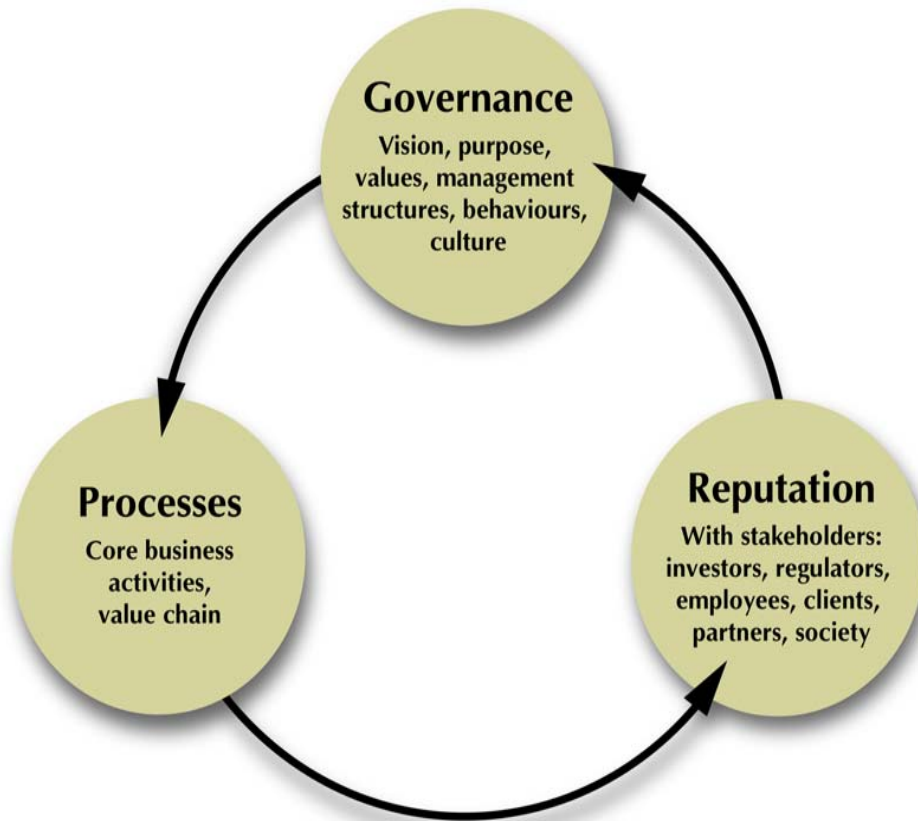 Governance
Vision, purpose,
values, management
structures, behaviours,
culture
Processes
Core business
activities,
value chain
Reputation
With stakeholders:
investors, regulators,
employees, clients,
partners, society